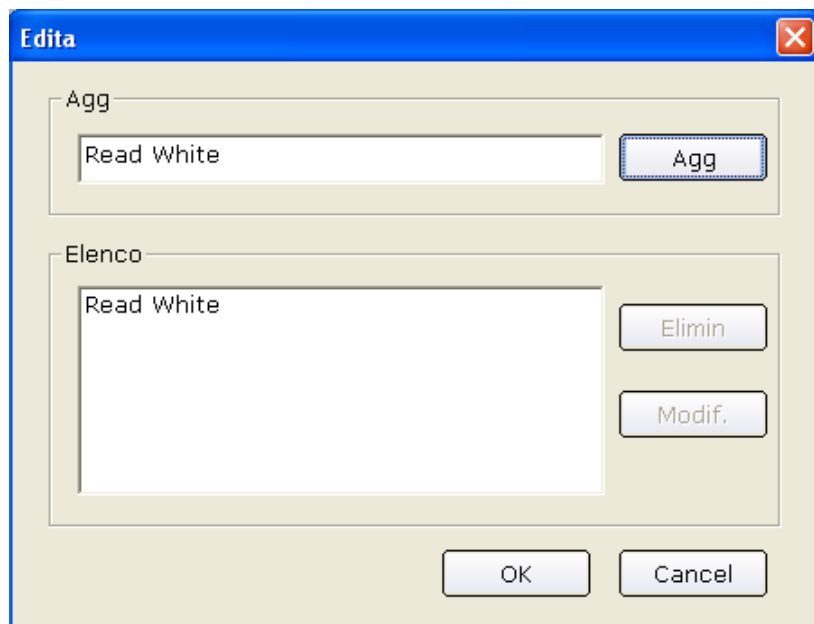 Edita
Agg
Read White
Agg
Elenco
Read White
Elimin
Modif.
OK
Cancel